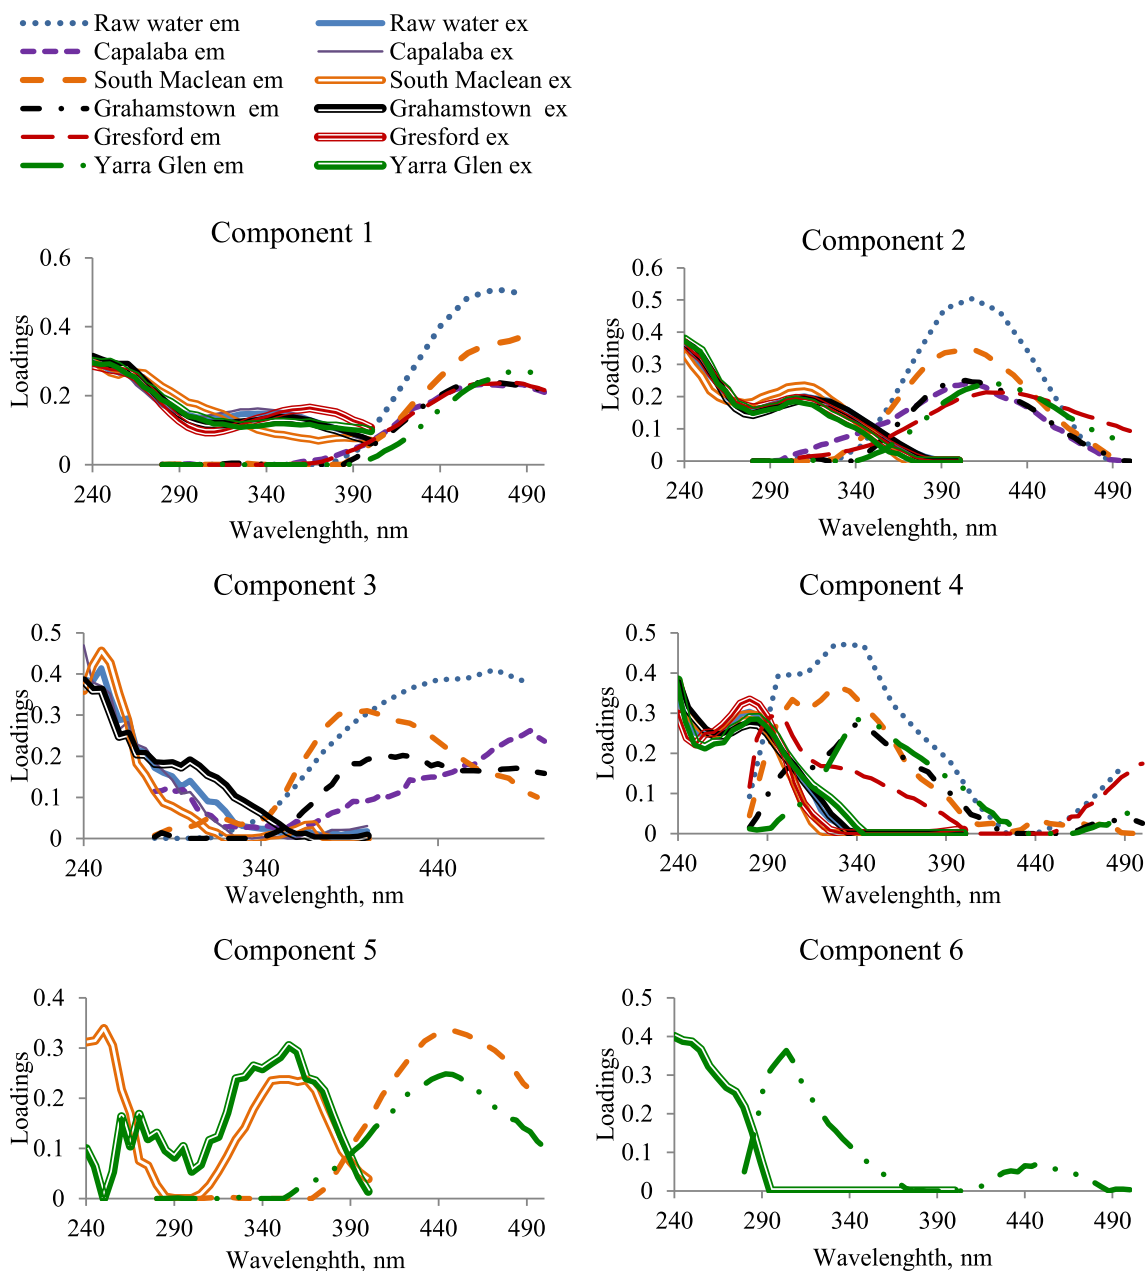 Raw water em Raw water ex
Capalaba em Capalaba ex
South Maclean em South Maclean ex
Grahamstown em Grahamstown ex
Gresford em Gresford ex
Yarra Glen em Yarra Glen ex
Component 1
0.6
0.4
0.2
0
Loadings
240 290 340 390 440 490
Wavelenghth, nm
Component 2
0.6
0.5
0.4
0.3
0.2
0.1
0
Loadings
240 290 340 390 440 490
Wavelenghth, nm
Component 3
0.5
0.4
0.3
0.2
0.1
0
Loadings
240 340 440
Wavelenghth, nm
Component 4
0.5
0.4
0.3
0.2
0.1
0
Loadings
240 290 340 390 440 490
Wavelenghth, nm
Component 5
0.4
0.3
0.2
0.1
0
Loadings
240 290 340 390 440 490
Wavelenghth, nm
Component 6
0.5
0.4
0.3
0.2
0.1
0
Loadings
240 290 340 390 440 490
Wavelenghth, nm